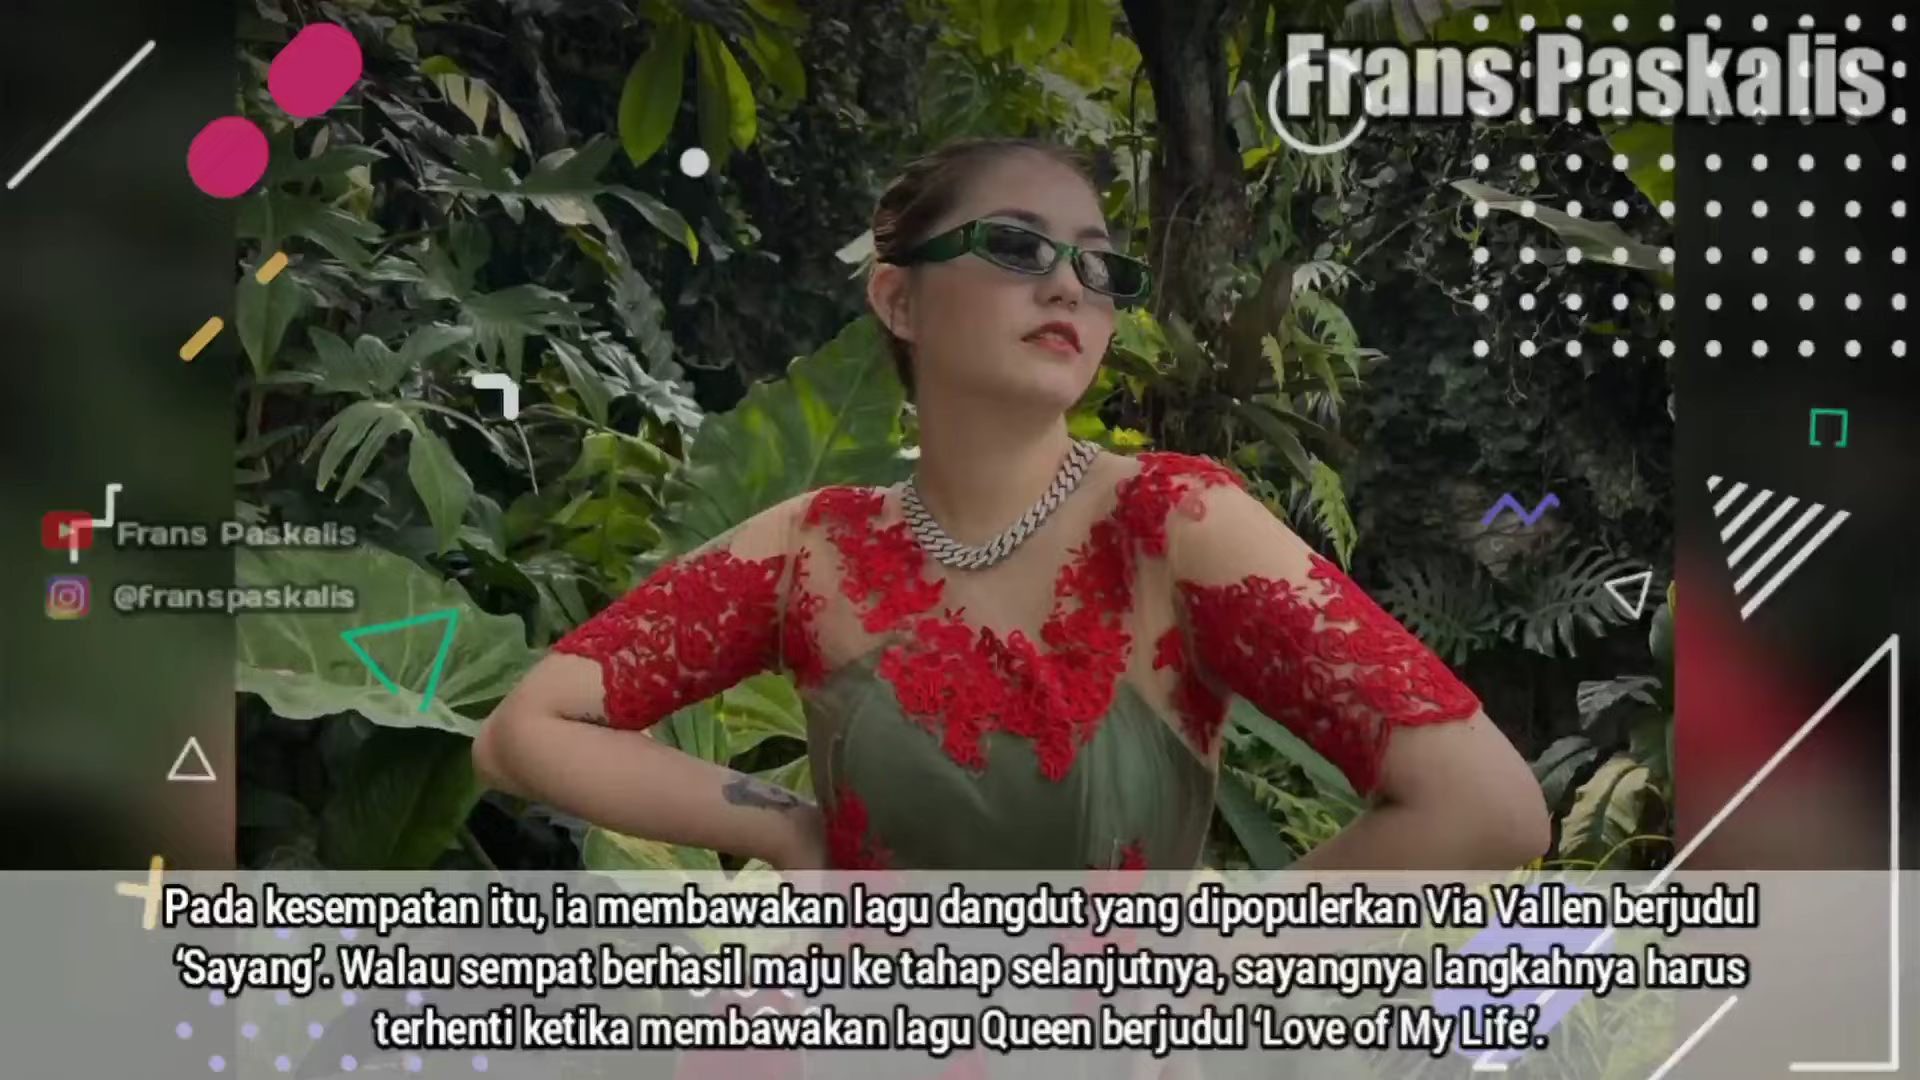 Frans Paskalis
Frans Paskalis
@franspaskalis
Pada kesempatan itu, ia membawakan lagu dangdut yang dipopulerkan Via Vallen berjudul
‘Sayang’. Walau sempat berhasil maju ke tahap selanjutnya, sayangnya langkahnya harus
terhenti ketika membawakan lagu Queen berjudul ‘Love of My Life’.